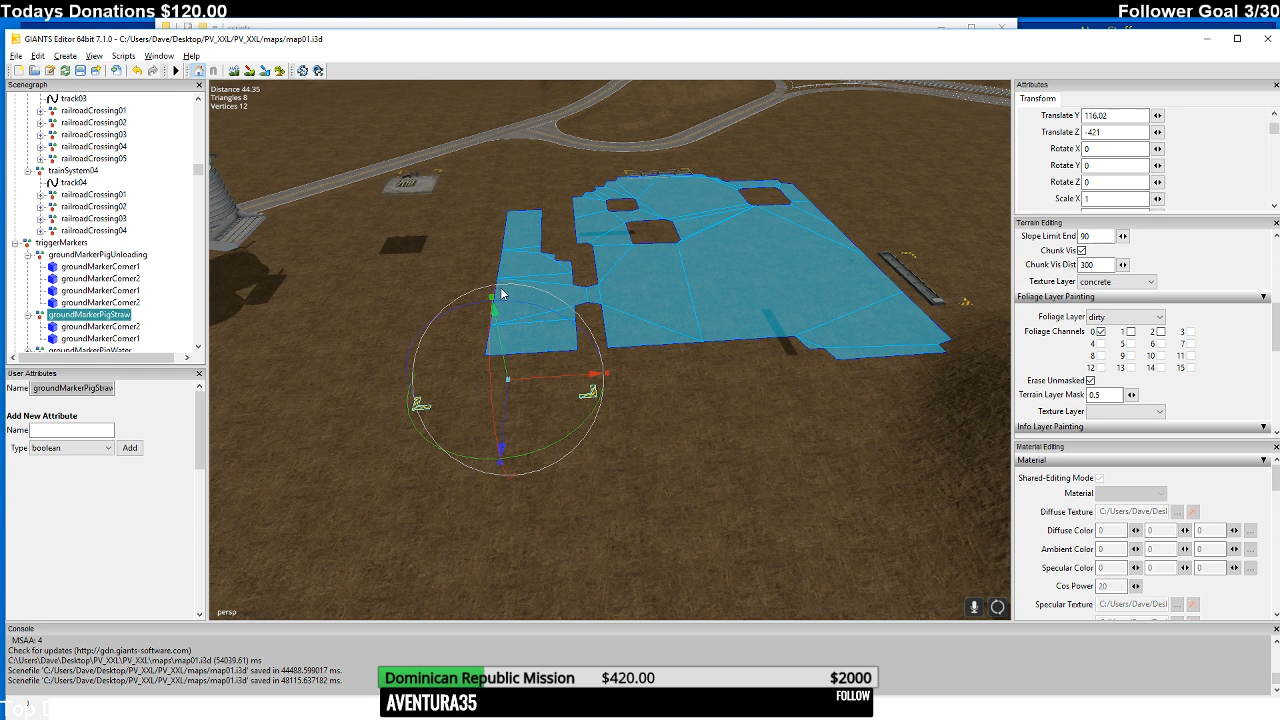 Todays Donations $120.00
Follower Goal 3/30
GIANTS Editor 64bit 7.1.0 - C:/Users/Dave/Desktop/PV_XXL/PV_XXL/maps/map01.i3d
File Edit Create View Scripts Window Help
Scenegraph
track03
railroadCrossing01
railroadCrossing02
railroadCrossing03
railroadCrossing04
railroadCrossing05
trainSystem04
track04
railroadCrossing01
railroadCrossing02
railroadCrossing03
railroadCrossing04
triggerMarkers
groundMarkerPigUnloading
groundMarkerCorner1
groundMarkerCorner2
groundMarkerCorner1
groundMarkerCorner2
groundMarkerPigStraw
groundMarkerCorner2
groundMarkerCorner1
groundMarkerPigWater
User Attributes
Name groundMarkerPigStraw
Add New Attribute
Name
Type boolean Add
Distance 44.35
Triangles 8
Vertices 12
persp
Attributes
Transform
Translate Y 116.02
Translate Z -421
Rotate X 0
Rotate Y 0
Rotate Z 0
Scale X 1
Terrain Editing
Slope Limit End 90
Chunk Vis
Chunk Vis Dist 300
Texture Layer concrete
Foliage Layer Painting
Foliage Layer dirty
Foliage Channels 0 1 2 3
4 5 6 7
8 9 10 11
12 13 14 15
Erase Unmasked
Terrain Layer Mask 0.5
Texture Layer
Info Layer Painting
Material Editing
Material
Shared-Editing Mode
Material
Diffuse Texture C:/Users/Dave/Desl ...
Diffuse Color 0 0 0 ...
Ambient Color 0 0 0 ...
Specular Color 0 0 0 ...
Cos Power 20
Specular Texture C:/Users/Dave/Desl ...
Console
MSAA: 4
Check for updates (http://gdn.giants-software.com)
C:\Users\Dave\Desktop\PV_XXL\PV_XXL\maps\map01.i3d (54039.61) ms
Scenefile 'C:/Users/Dave/Desktop/PV_XXL/PV_XXL/maps/map01.i3d' saved in 44488.599017 ms.
Scenefile 'C:/Users/Dave/Desktop/PV_XXL/PV_XXL/maps/map01.i3d' saved in 48115.637182 ms.
Dominican Republic Mission $420.00 $2000
AVENTURA35 FOLLOW